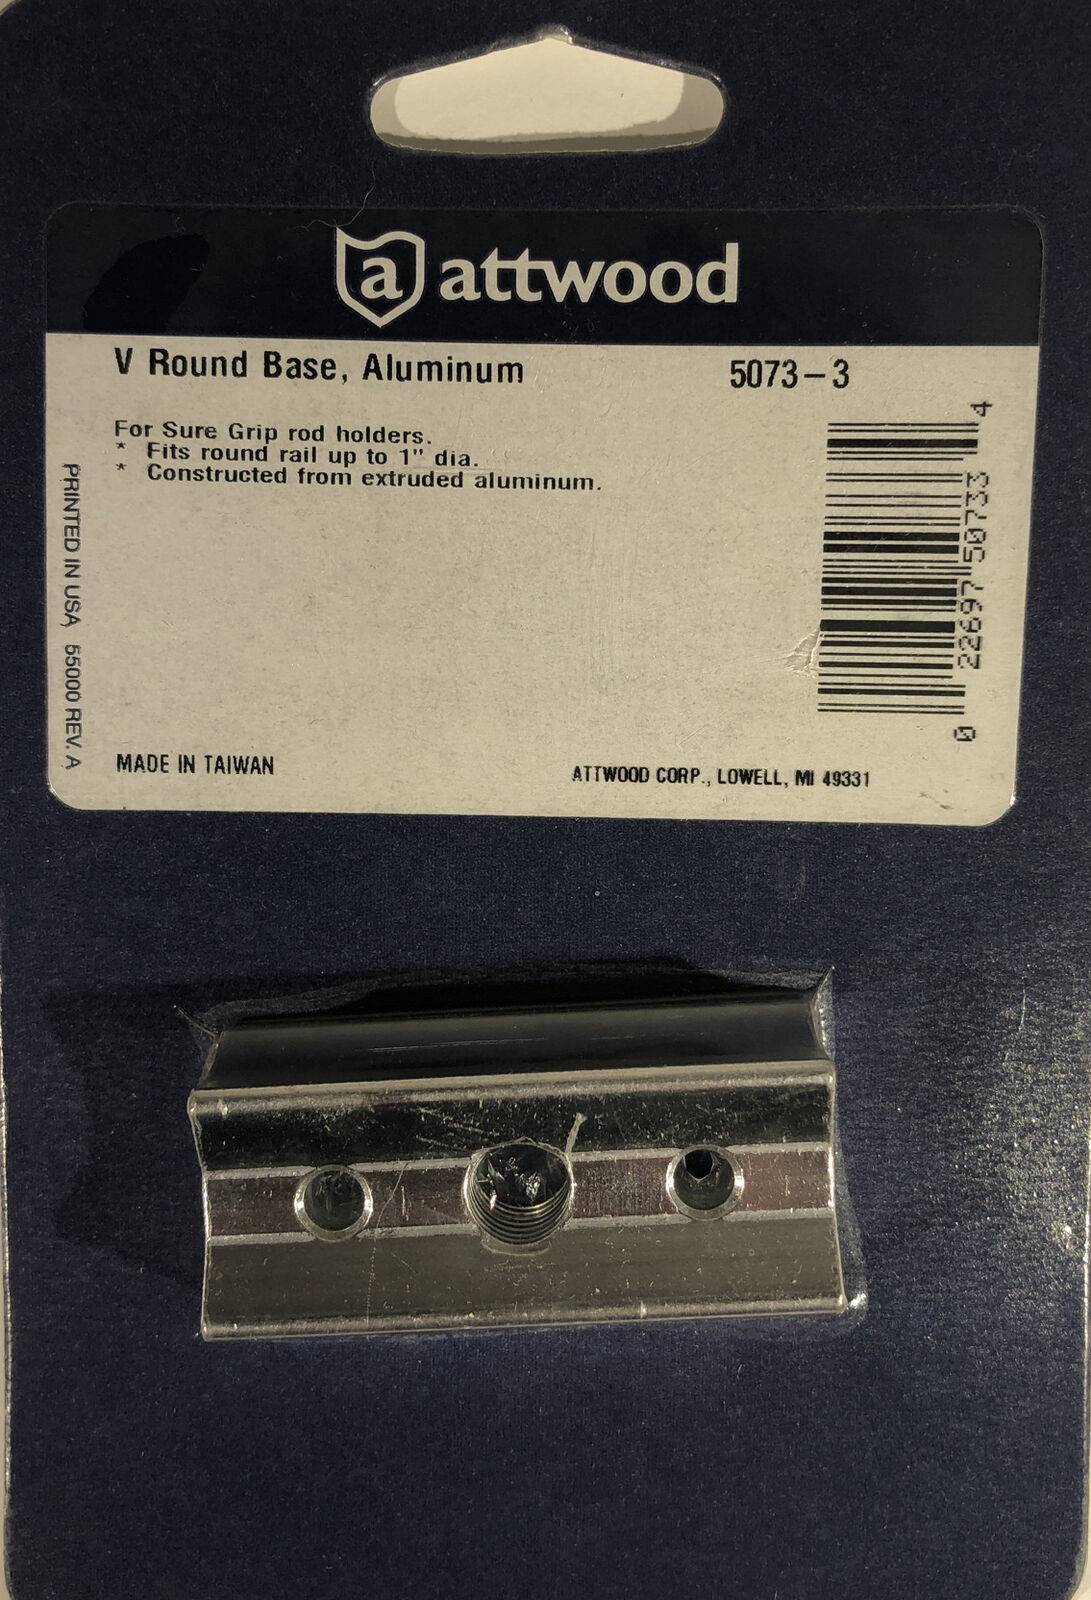 a attwood
V Round Base, Aluminum 5073-3
For Sure Grip rod holders.
* Fits round rail up to 1" dia.
* Constructed from extruded aluminum.
0 22697 50733 4
PRINTED IN USA 55000 REV. A
MADE IN TAIWAN
ATTWOOD CORP., LOWELL, MI 49331